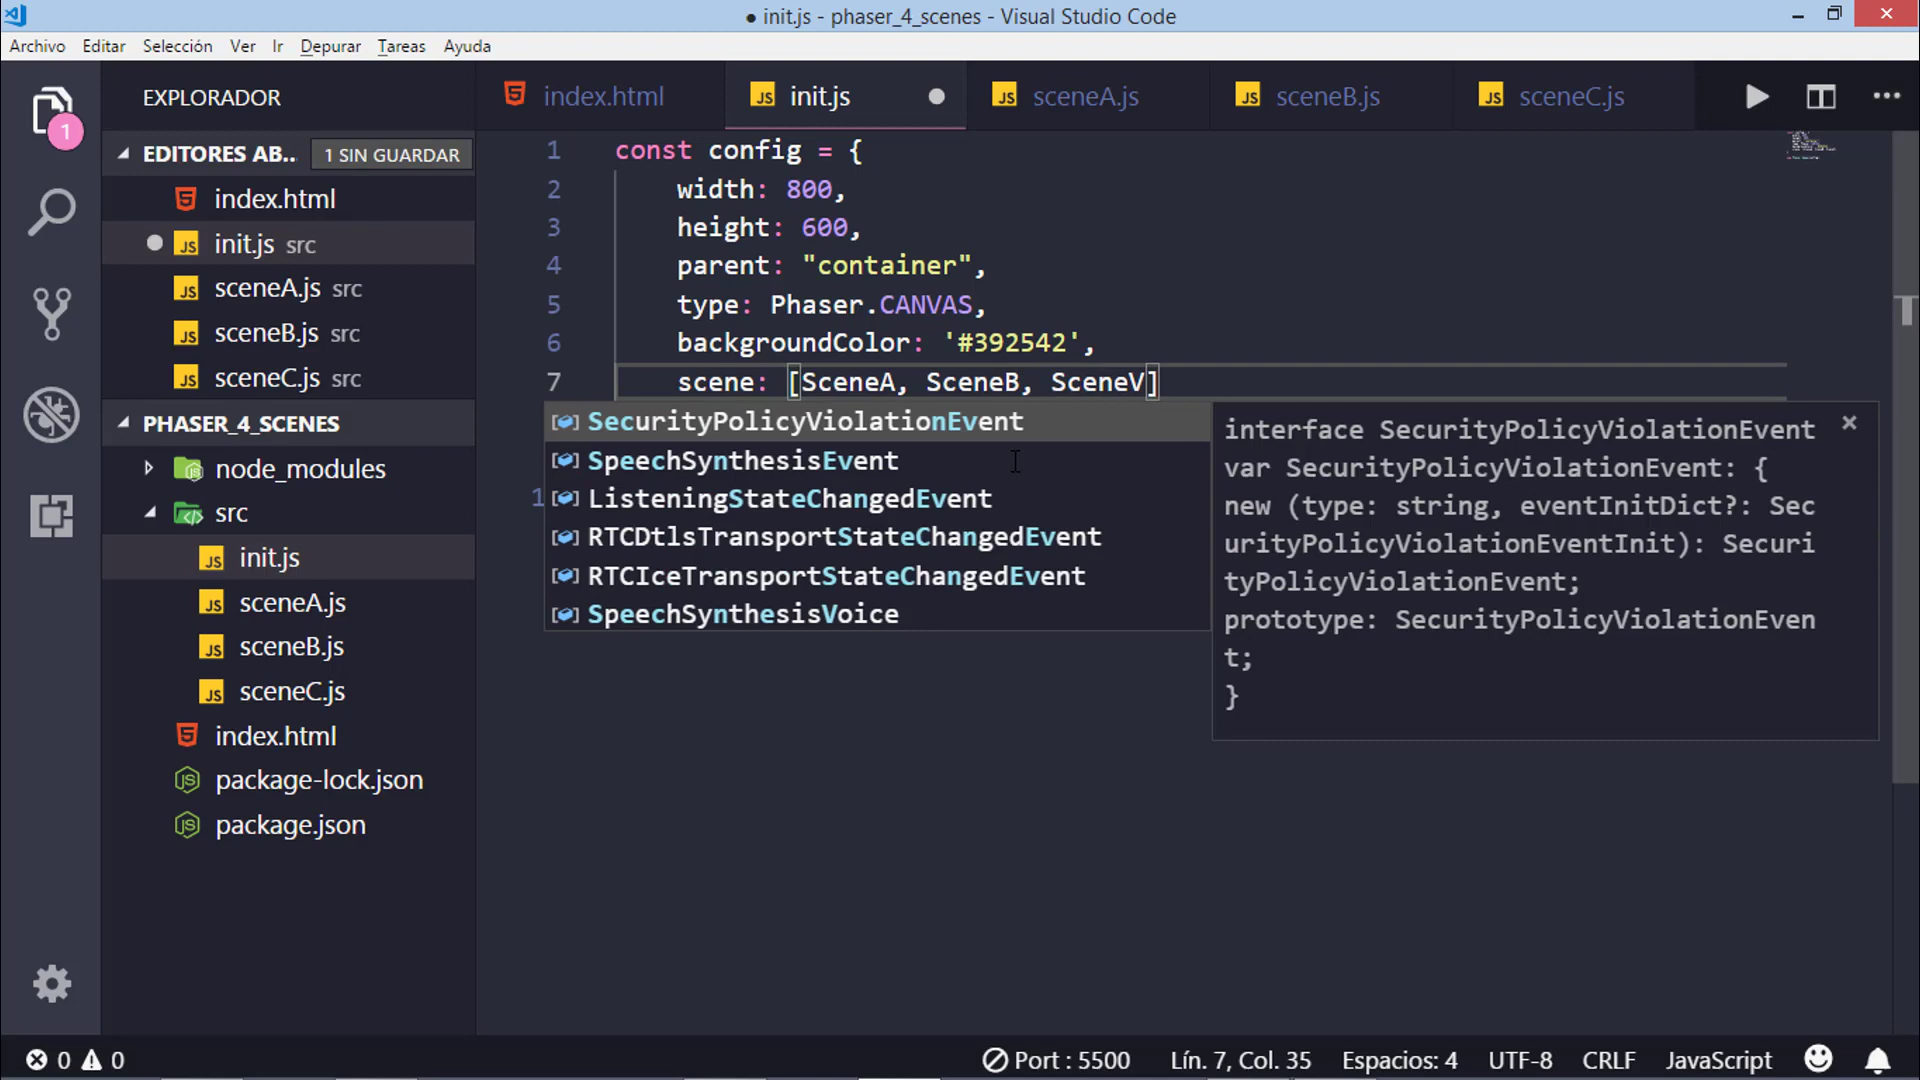 init.js - phaser_4_scenes - Visual Studio Code
Archivo Editar Selección Ver Ir Depurar Tareas Ayuda
EXPLORADOR
index.html
init.js
sceneA.js
sceneB.js
sceneC.js
1
EDITORES AB... 1 SIN GUARDAR
index.html
init.js src
sceneA.js src
sceneB.js src
sceneC.js src
PHASER_4_SCENES
node_modules
src
init.js
sceneA.js
sceneB.js
sceneC.js
index.html
package-lock.json
package.json
1 const config = {
2 width: 800,
3 height: 600,
4 parent: "container",
5 type: Phaser.CANVAS,
6 backgroundColor: '#392542',
7 scene: [SceneA, SceneB, SceneV]
SecurityPolicyViolationEvent
SpeechSynthesisEvent
1 ListeningStateChangedEvent
RTCDtlsTransportStateChangedEvent
RTCIceTransportStateChangedEvent
SpeechSynthesisVoice
interface SecurityPolicyViolationEvent
var SecurityPolicyViolationEvent: {
new (type: string, eventInitDict?: Sec
urityPolicyViolationEventInit): Securi
tyPolicyViolationEvent;
prototype: SecurityPolicyViolationEven
t;
}
0 0
Port : 5500 Lín. 7, Col. 35 Espacios: 4 UTF-8 CRLF JavaScript